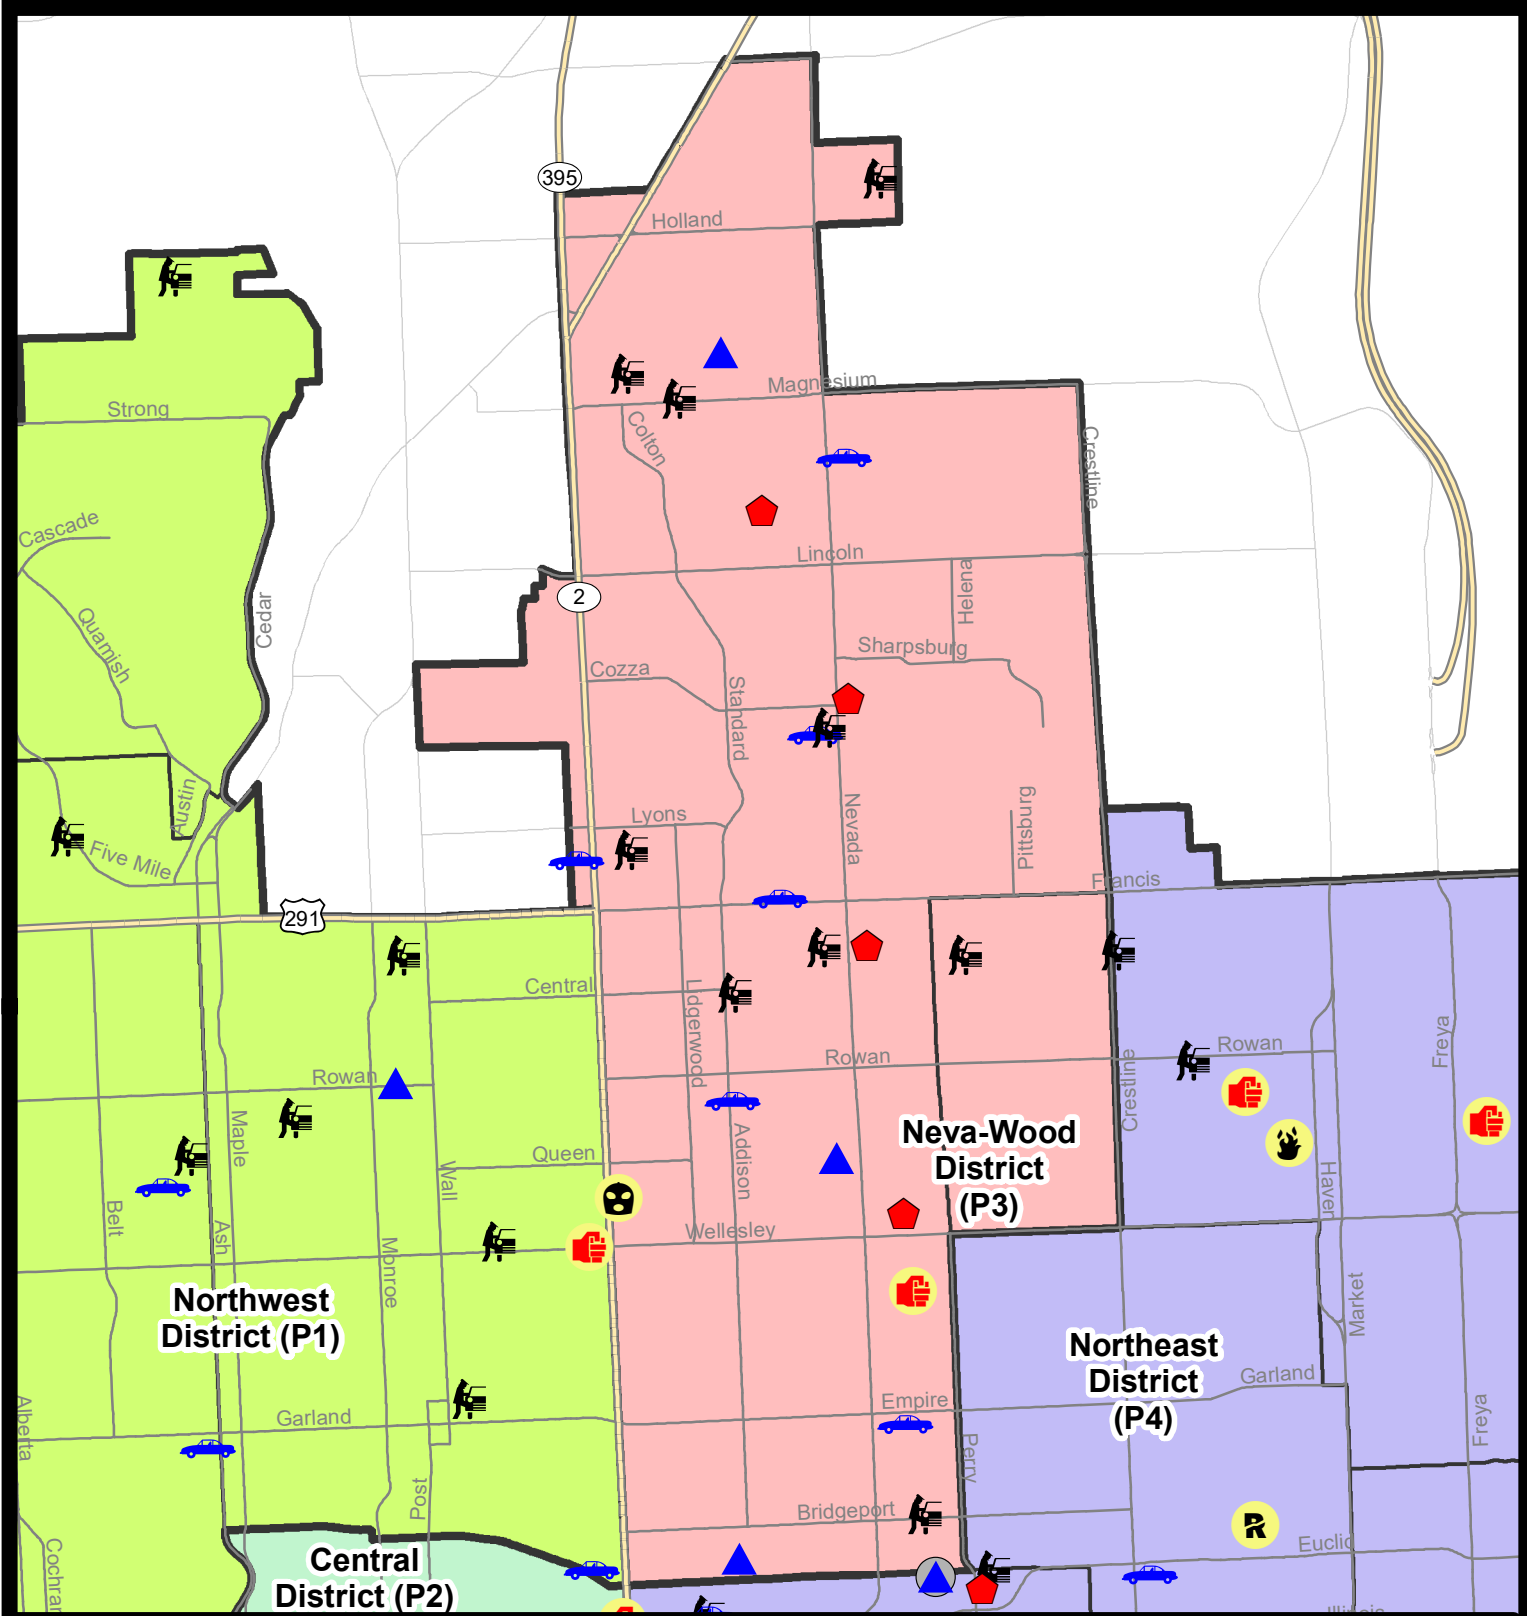 395
Holland
Magnesium
Strong
Colton
Crestline
Cascade
Lincoln
Helena
2
Cedar
Quamish
Sharpsburg
Cozza
Standard
Austin
Lyons
Nevada
Pittsburg
Five Mile
Francis
291
Central
Lidgerwood
Freya
Rowan
Rowan
Rowan
Crestline
Maple
Addison
Neva-Wood
District
(P3)
Queen
Wall
Haven
Belt
Ash
Wellesley
Monroe
Northwest
District (P1)
Market
Northeast
District
(P4)
Garland
Empire
Alberta
Garland
Freya
Perry
Post
Bridgeport
R
Euclid
Cochran
Central
District (P2)